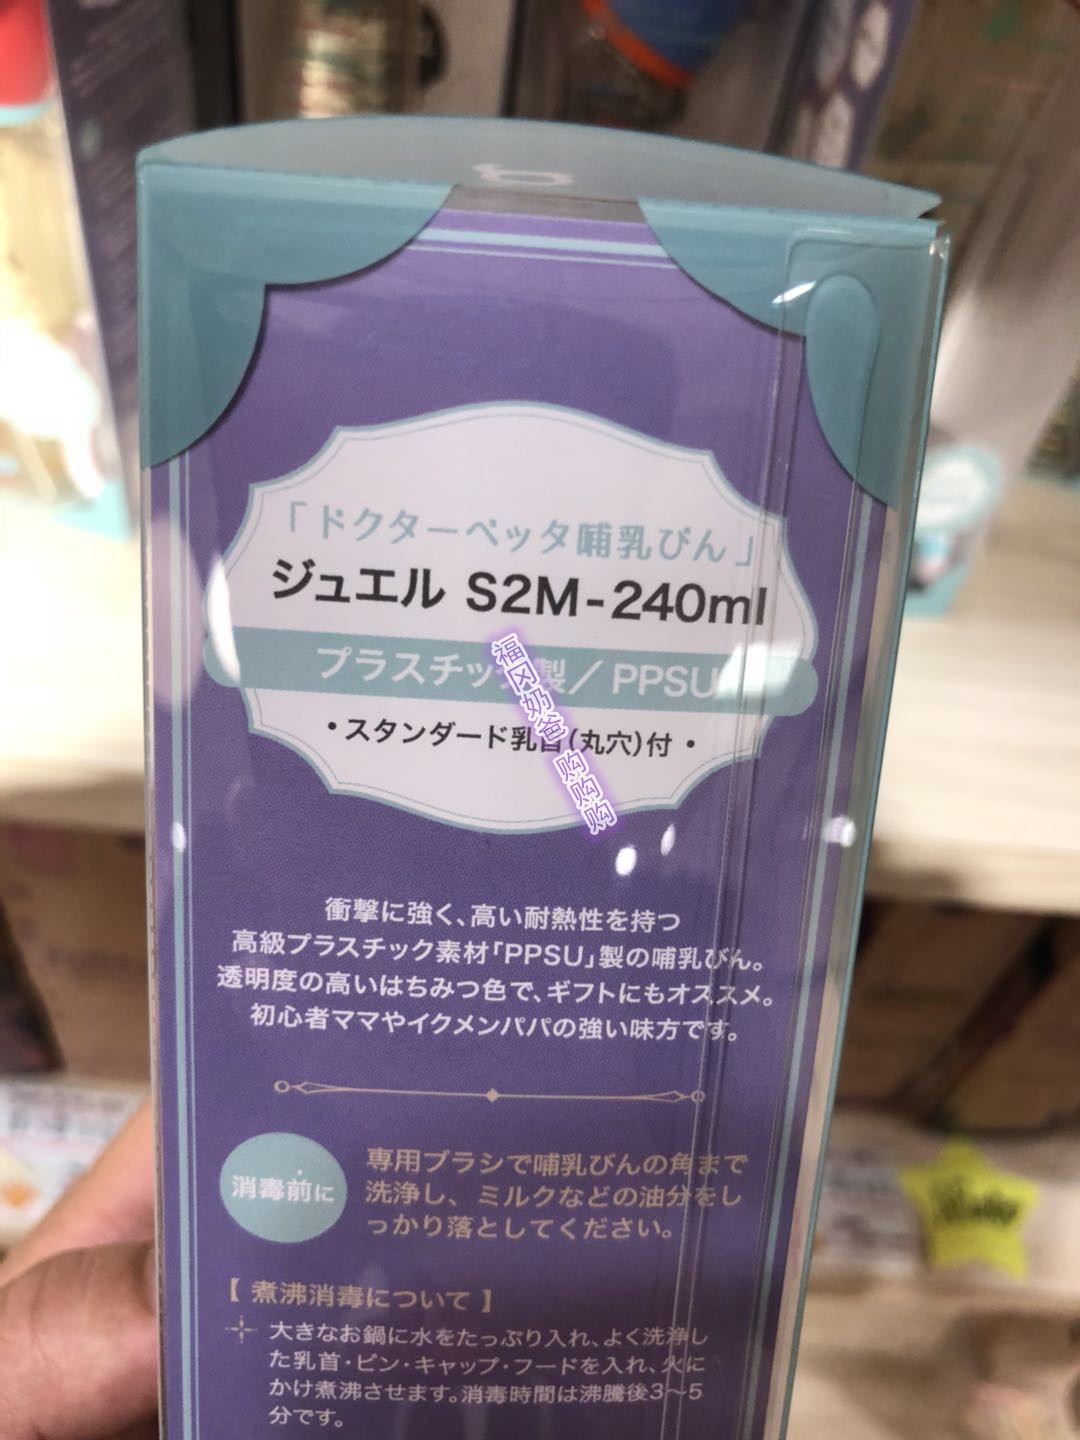 「ドクターベッタ哺乳びん」
ジュエル S2M-240ml
プラスチック製／PPSU
・スタンダード乳首(丸穴)付・
福冈奶爸购购购
衝撃に強く、高い耐熱性を持つ
高級プラスチック素材「PPSU」製の哺乳びん。
透明度の高いはちみつ色で、ギフトにもオススメ。
初心者ママやイクメンパパの強い味方です。
消毒前に
専用ブラシで哺乳びんの角まで
洗浄し、ミルクなどの油分をし
っかり落としてください。
【煮沸消毒について】
大きなお鍋に水をたっぷり入れ、よく洗浄し
た乳首・ビン・キャップ・フードを入れ、火に
かけ煮沸させます。消毒時間は沸騰後3〜5
分です。